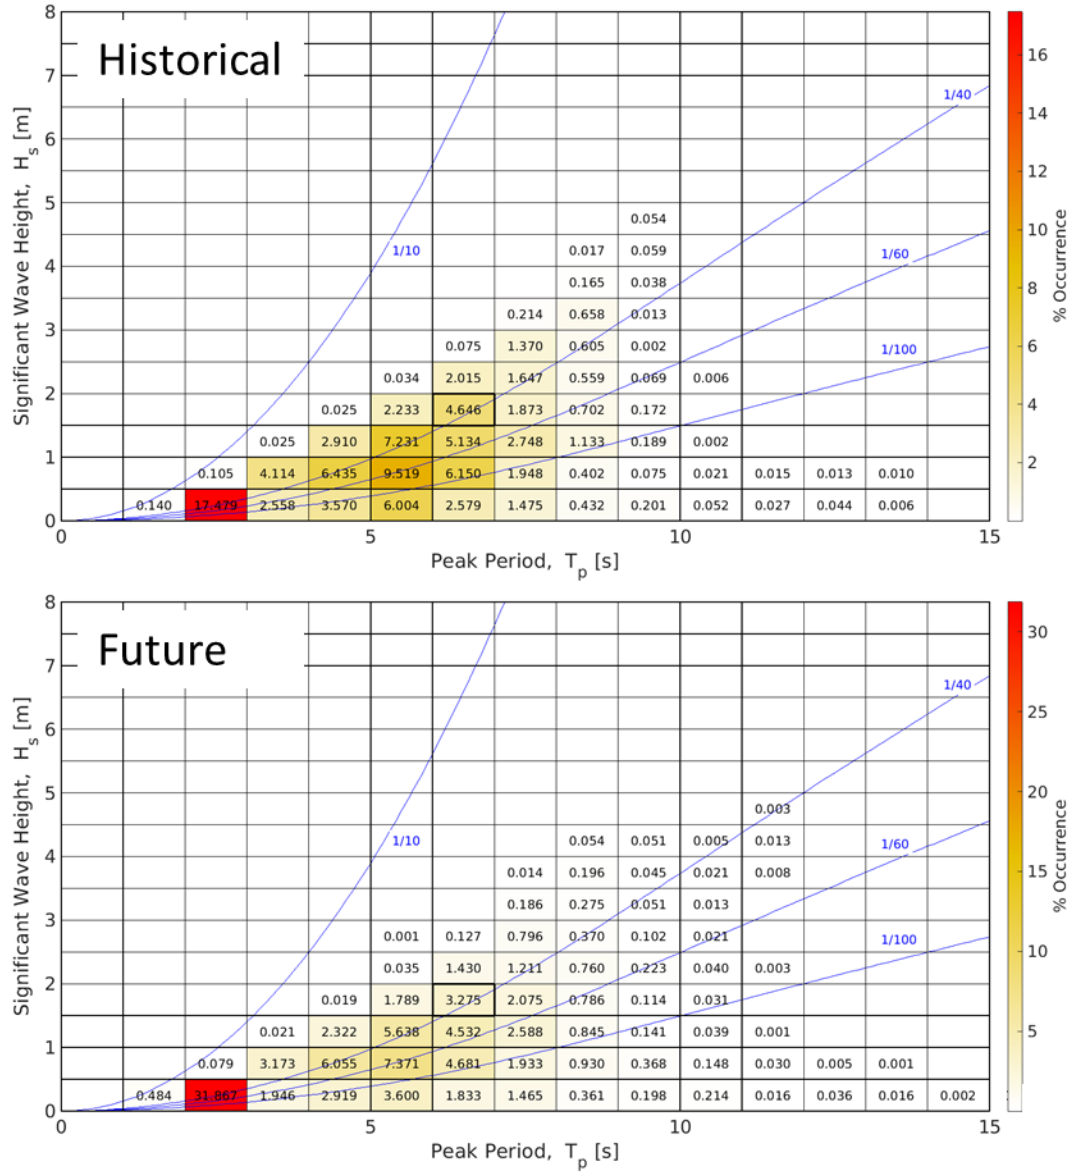 Historical
8
7
6
5
4
3
2
1
0
Significant Wave Height, H_s [m]
1/10
1/40
1/60
1/100
0.054
0.017 0.059
0.165 0.038
0.214 0.658 0.013
0.075 1.370 0.605 0.002
0.034 2.015 1.647 0.559 0.069 0.006
0.025 2.233 4.646 1.873 0.702 0.172
0.025 2.910 7.231 5.134 2.748 1.133 0.189 0.002
0.105 4.114 6.435 9.519 6.150 1.948 0.402 0.075 0.021 0.015 0.013 0.010
0.140 17.479 2.558 3.570 6.004 2.579 1.475 0.432 0.201 0.052 0.027 0.044 0.006
0 5 10 15
Peak Period, T_p [s]
16
14
12
10
8
6
4
2
% Occurrence
Future
8
7
6
5
4
3
2
1
0
Significant Wave Height, H_s [m]
1/10
1/40
1/60
1/100
0.003
0.054 0.051 0.005 0.013
0.014 0.196 0.045 0.021 0.008
0.186 0.275 0.051 0.013
0.001 0.127 0.796 0.370 0.102 0.021
0.035 1.430 1.211 0.760 0.223 0.040 0.003
0.019 1.789 3.275 2.075 0.786 0.114 0.031
0.021 2.322 5.638 4.532 2.588 0.845 0.141 0.039 0.001
0.079 3.173 6.055 7.371 4.681 1.933 0.930 0.368 0.148 0.030 0.005 0.001
0.484 31.867 1.946 2.919 3.600 1.833 1.465 0.361 0.198 0.214 0.016 0.036 0.016 0.002
0 5 10 15
Peak Period, T_p [s]
30
25
20
15
10
5
% Occurrence